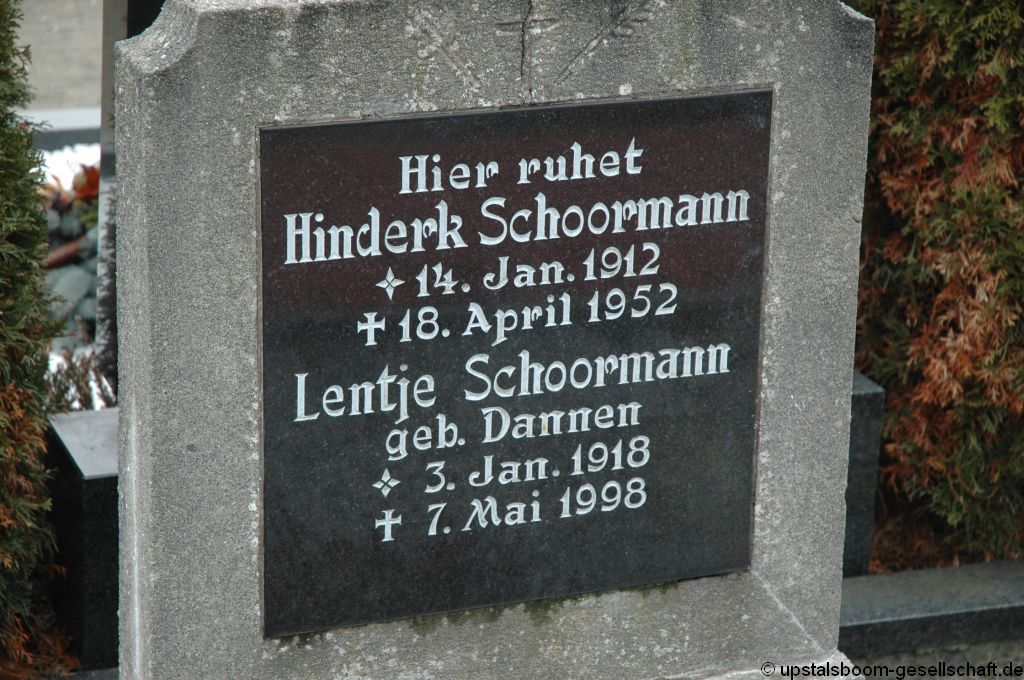 Hier ruhet
Hinderk Schoormann
✧ 14. Jan. 1912
✝ 18. April 1952
Lentje Schoormann
geb. Dannen
✧ 3. Jan. 1918
✝ 7. Mai 1998
© upstalsboom-gesellschaft.de